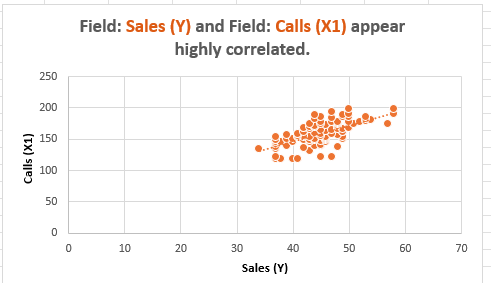 Field: Sales (Y) and Field: Calls (X1) appear
highly correlated.
250
200
150
100
50
0
Calls (X1)
0 10 20 30 40 50 60 70
Sales (Y)